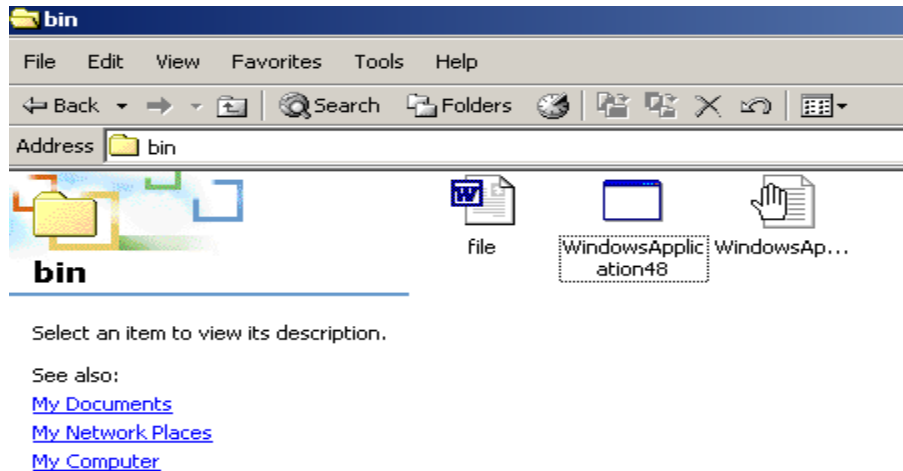 bin
File Edit View Favorites Tools Help
Back Search Folders
Address bin
file WindowsApplic WindowsAp...
ation48
bin
Select an item to view its description.
See also:
My Documents
My Network Places
My Computer